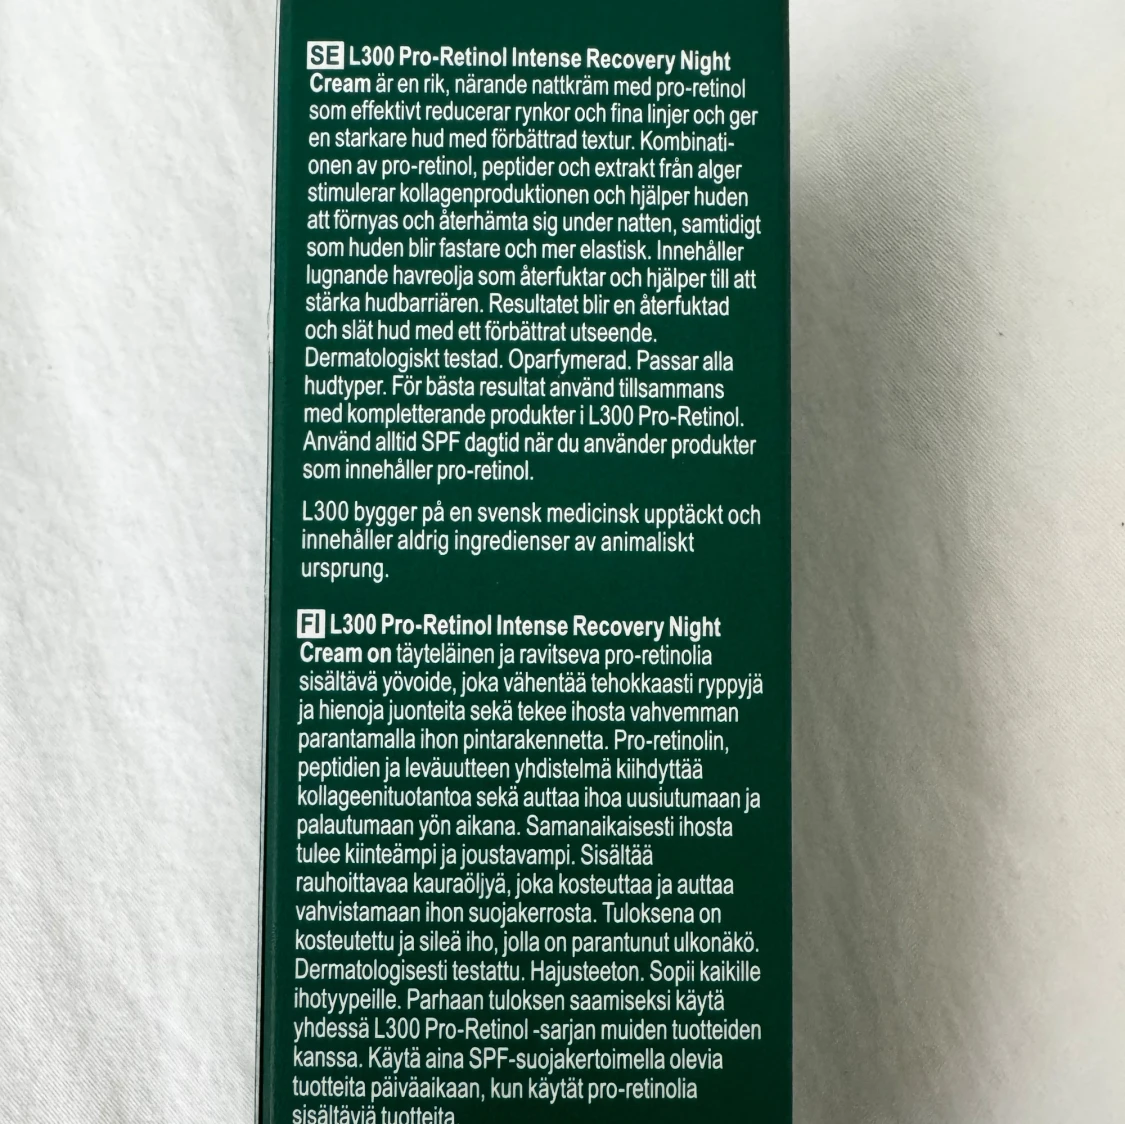 SE L300 Pro-Retinol Intense Recovery Night
Cream är en rik, närande nattkräm med pro-retinol
som effektivt reducerar rynkor och fina linjer och ger
en starkare hud med förbättrad textur. Kombinati-
onen av pro-retinol, peptider och extrakt från alger
stimulerar kollagenproduktionen och hjälper huden
att förnyas och återhämta sig under natten, samtidigt
som huden blir fastare och mer elastisk. Innehåller
lugnande havreolja som återfuktar och hjälper till att
stärka hudbarriären. Resultatet blir en återfuktad
och slät hud med ett förbättrat utseende.
Dermatologiskt testad. Oparfymerad. Passar alla
hudtyper. För bästa resultat använd tillsammans
med kompletterande produkter i L300 Pro-Retinol.
Använd alltid SPF dagtid när du använder produkter
som innehåller pro-retinol.
L300 bygger på en svensk medicinsk upptäckt och
innehåller aldrig ingredienser av animaliskt
ursprung.
FI L300 Pro-Retinol Intense Recovery Night
Cream on täyteläinen ja ravitseva pro-retinolia
sisältävä yövoide, joka vähentää tehokkaasti ryppyjä
ja hienoja juonteita sekä tekee ihosta vahvemman
parantamalla ihon pintarakennetta. Pro-retinolin,
peptidien ja leväuutteen yhdistelmä kiihdyttää
kollageenituotantoa sekä auttaa ihoa uusiutumaan ja
palautumaan yön aikana. Samanaikaisesti ihosta
tulee kiinteämpi ja joustavampi. Sisältää
rauhoittavaa kauraöljyä, joka kosteuttaa ja auttaa
vahvistamaan ihon suojakerrosta. Tuloksena on
kosteutettu ja sileä iho, jolla on parantunut ulkonäkö.
Dermatologisesti testattu. Hajusteeton. Sopii kaikille
ihotyypeille. Parhaan tuloksen saamiseksi käytä
yhdessä L300 Pro-Retinol -sarjan muiden tuotteiden
kanssa. Käytä aina SPF-suojakertoimella olevia
tuotteita päiväaikaan, kun käytät pro-retinolia
sisältäviä tuotteita